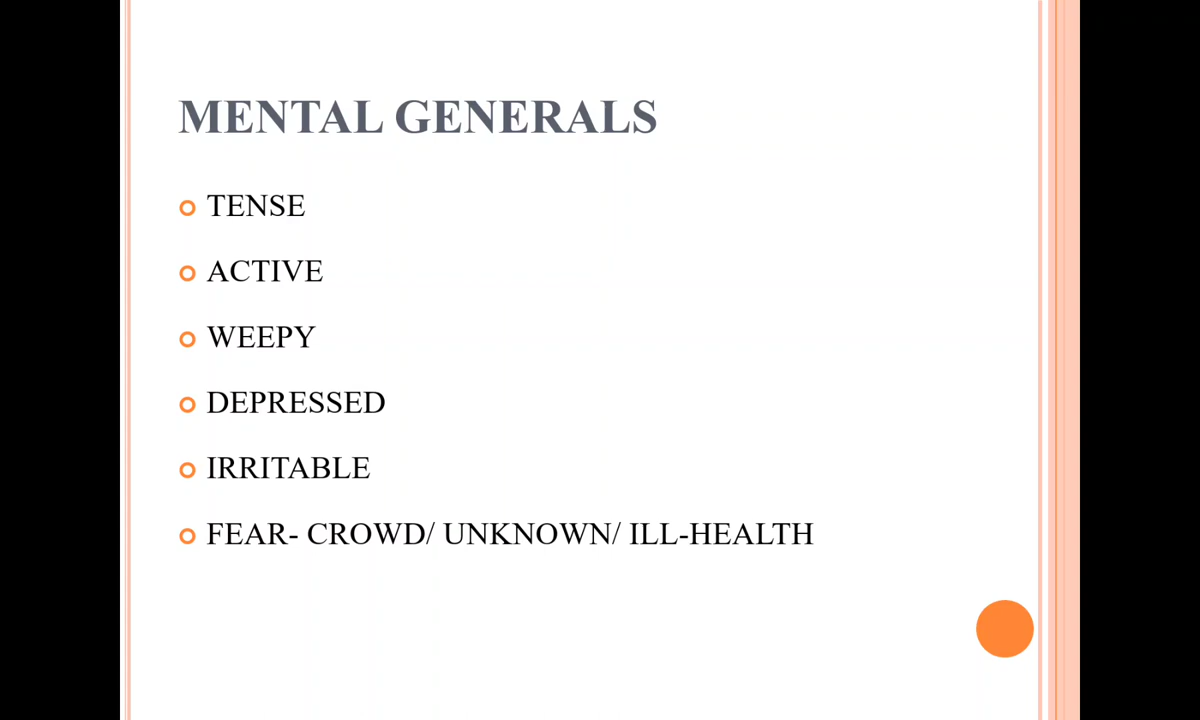 MENTAL GENERALS
TENSE
ACTIVE
WEEPY
DEPRESSED
IRRITABLE
FEAR- CROWD/ UNKNOWN/ ILL-HEALTH